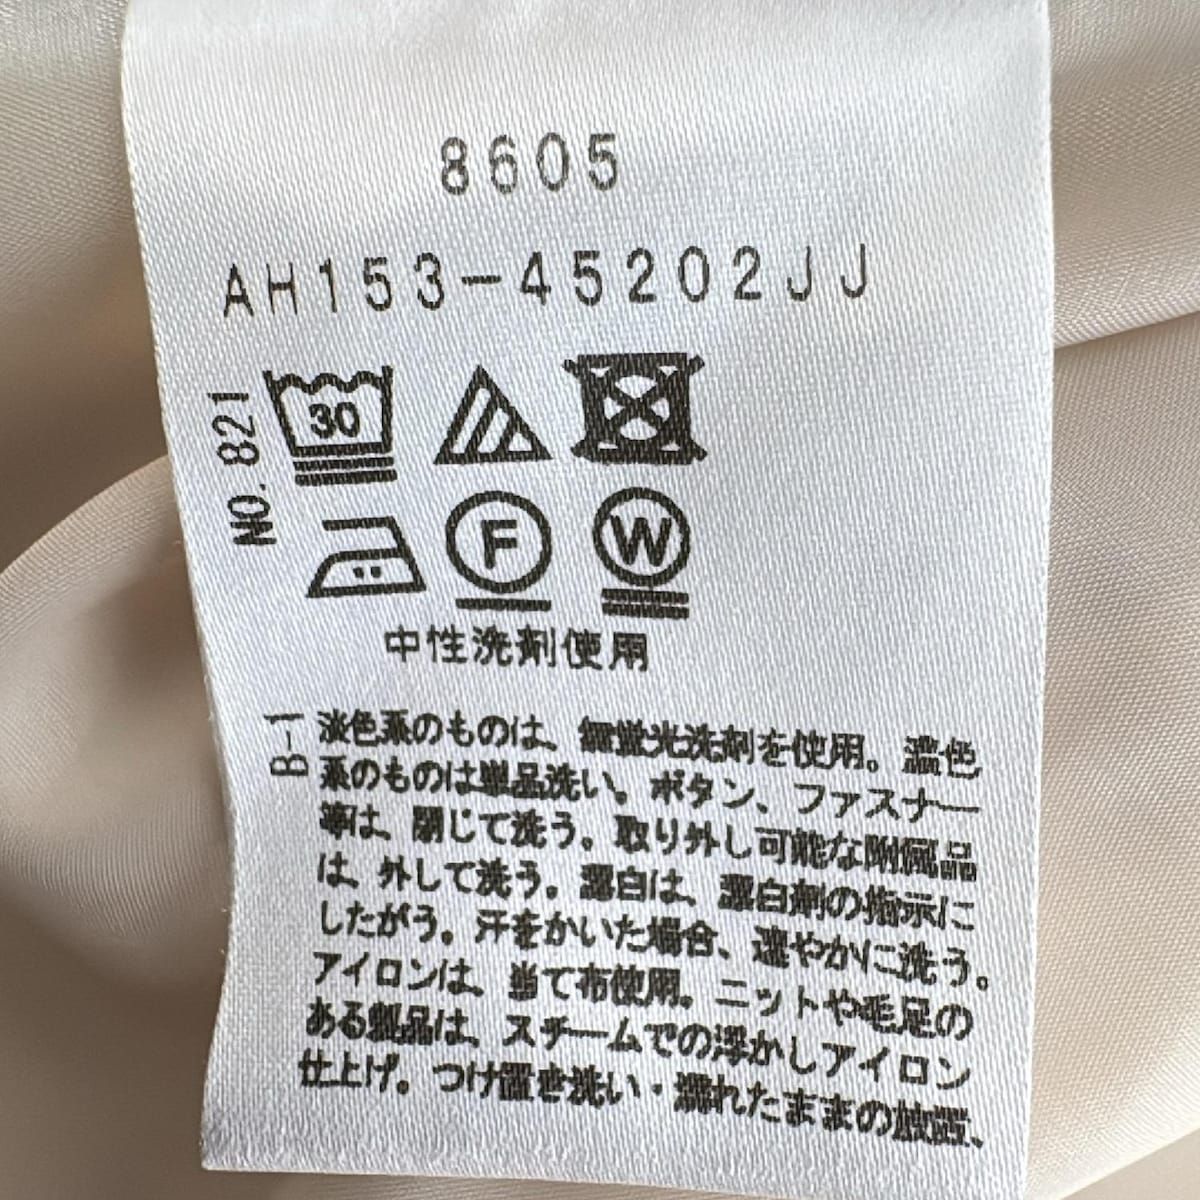 8605
AH153-45202JJ
NO. 821
30
F
W
中性洗剤使用
B-1
淡色系のものは、無蛍光洗剤を使用。濃色
系のものは単品洗い。ボタン、ファスナー
等は、閉じて洗う。取り外し可能な附属品
は、外して洗う。漂白は、漂白剤の指示に
したがう。汗をかいた場合、速やかに洗う。
アイロンは、当て布使用。ニットや毛足の
ある製品は、スチームでの浮かしアイロン
仕上げ。つけ置き洗い・濡れたままの放置、